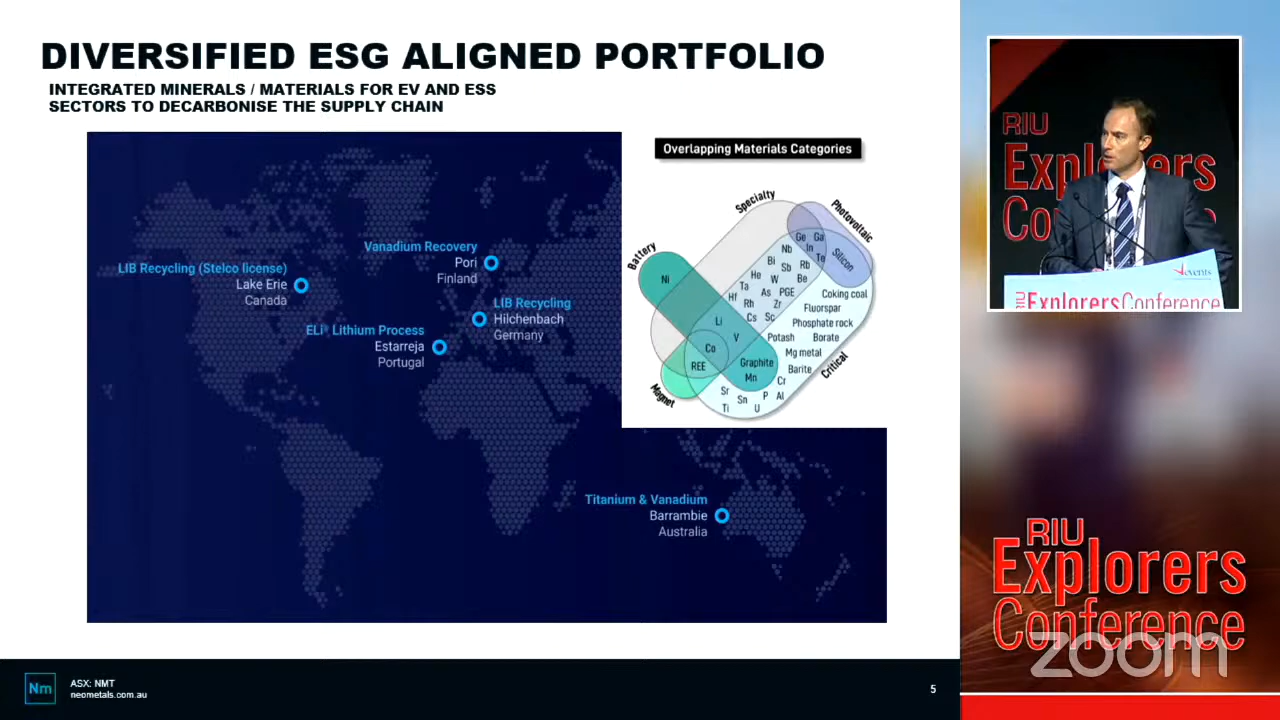 DIVERSIFIED ESG ALIGNED PORTFOLIO
INTEGRATED MINERALS / MATERIALS FOR EV AND ESS
SECTORS TO DECARBONISE THE SUPPLY CHAIN
LIB Recycling (Stelco license)
Lake Erie
Canada
Vanadium Recovery
Pori
Finland
LIB Recycling
Hilchenbach
Germany
ELi® Lithium Process
Estarreja
Portugal
Titanium & Vanadium
Barrambie
Australia
Overlapping Materials Categories
Specialty
Photovoltaic
Battery
Magnet
Critical
Ge Ga
In
Te
Silicon
Nb
Bi
Sb Rb
He W Be
Ta
Hf As PGE
Rh Zr
Cs Sc
Ni
Li
V
Co
REE
Graphite
Mn
Coking coal
Fluorspar
Phosphate rock
Potash Borate
Mg metal
Barite
Cr
Sr Sn P Al
Ti U
Nm
ASX: NMT
neometals.com.au
5
RIU
Explorers
Co
vevents
RIU
ExplorersConference
RIU
Explorers
Conference
zoom